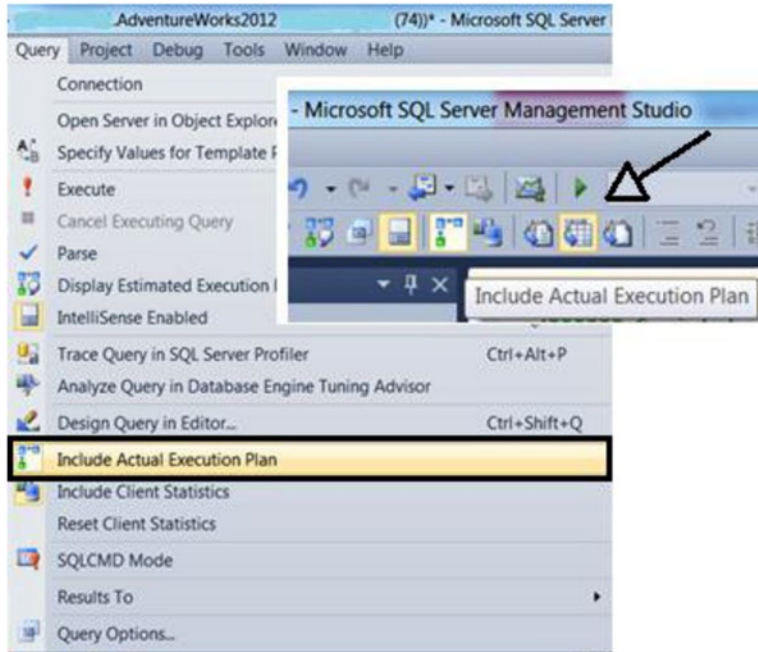 .AdventureWorks2012 (74))* - Microsoft SQL Server
Query Project Debug Tools Window Help
Connection
Open Server in Object
Specify Values for Template
Execute
Cancel Executing Query
Parse
Display Estimated Execution
IntelliSense Enabled
Trace Query in SQL Server Profiler Ctrl+Alt+P
Analyze Query in Database Engine Tuning Advisor
Design Query in Editor... Ctrl+Shift+Q
Include Actual Execution Plan
Include Client Statistics
Reset Client Statistics
SQLCMD Mode
Results To
Query Options...
- Microsoft SQL Server Management Studio
Include Actual Execution Plan